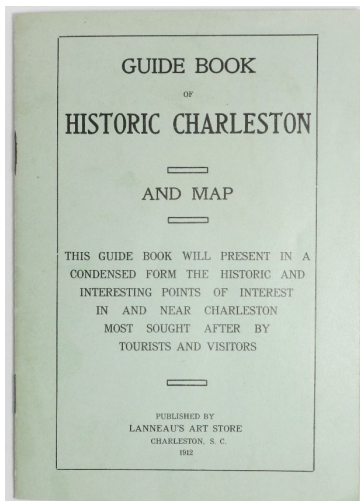 GUIDE BOOK
OF
HISTORIC CHARLESTON
AND MAP
THIS GUIDE BOOK WILL PRESENT IN A
CONDENSED FORM THE HISTORIC AND
INTERESTING POINTS OF INTEREST
IN AND NEAR CHARLESTON
MOST SOUGHT AFTER BY
TOURISTS AND VISITORS
PUBLISHED BY
LANNEAU'S ART STORE
CHARLESTON, S. C.
1912